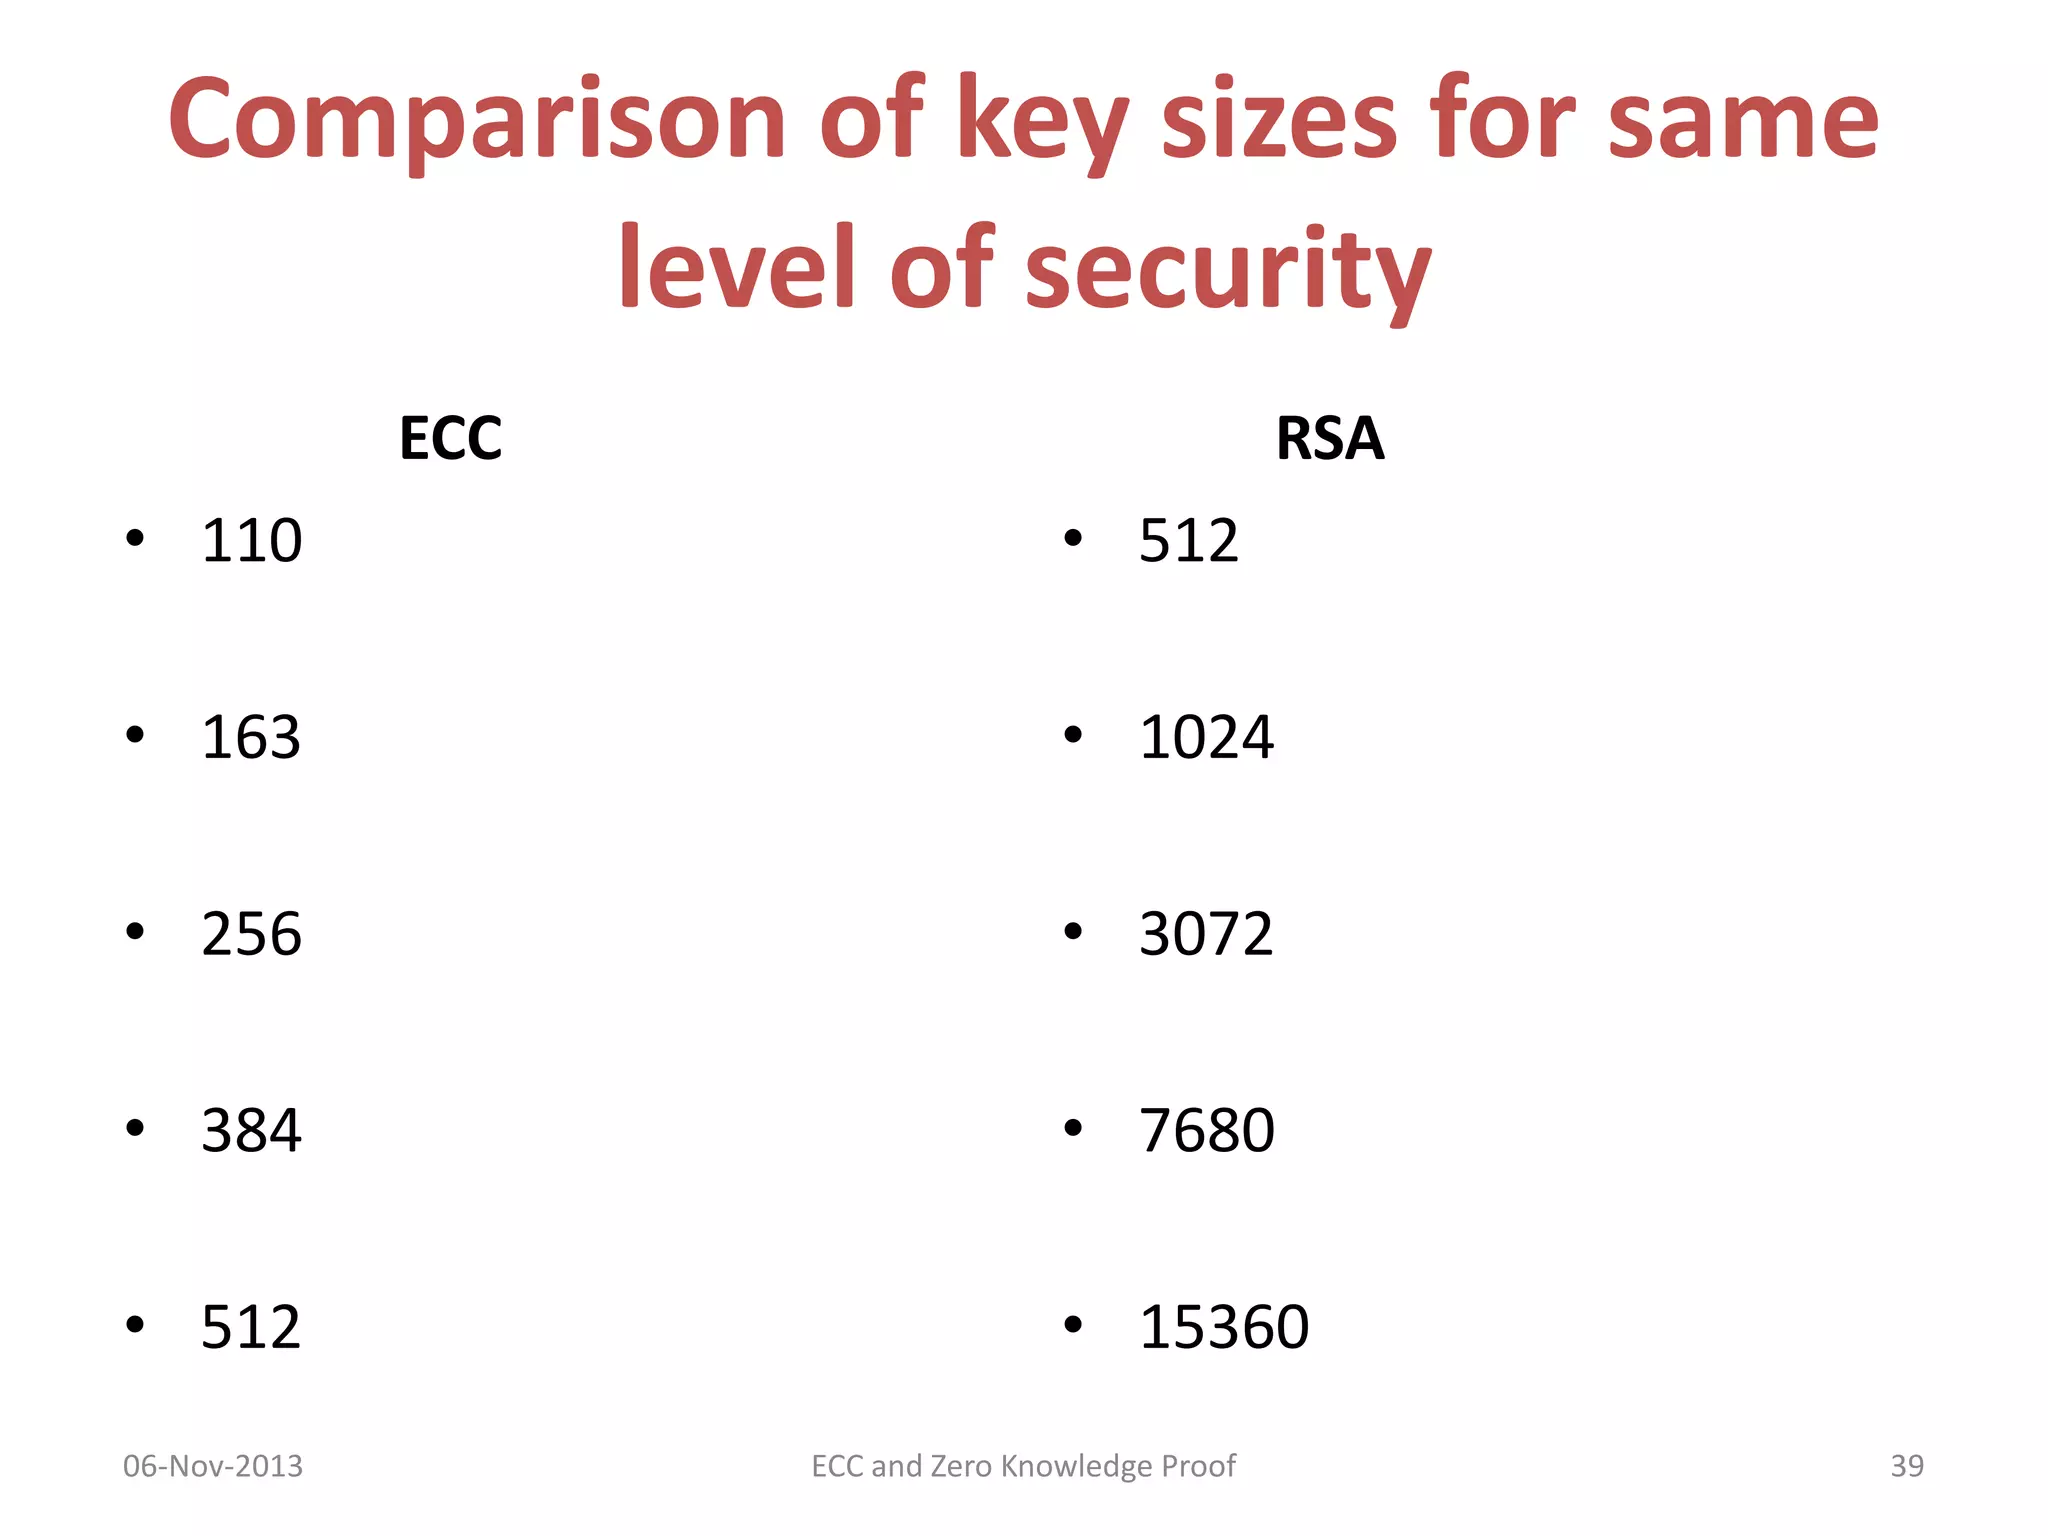 Comparison of key sizes for same
level of security
ECC
• 110
• 163
• 256
• 384
• 512
RSA
• 512
• 1024
• 3072
• 7680
• 15360
06-Nov-2013
ECC and Zero Knowledge Proof
39